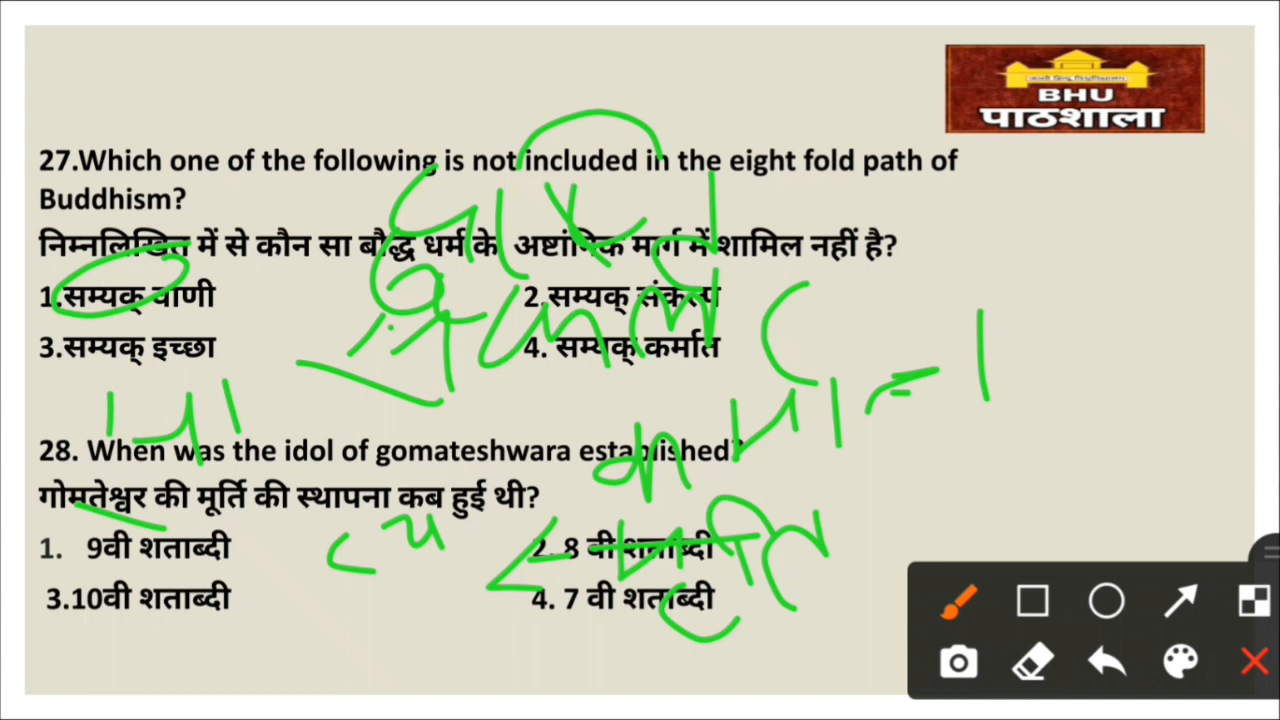 BHU
पाठशाला
27.Which one of the following is not included in the eight fold path of
Buddhism?
निम्नलिखित में से कौन सा बौद्ध धर्म के अष्टांगिक मार्ग में शामिल नहीं है?
1.सम्यक् वाणी 2.सम्यक् संकल्प
3.सम्यक् इच्छा 4. सम्यक् कर्मात
28. When was the idol of gomateshwara established?
गोमतेश्वर की मूर्ति की स्थापना कब हुई थी?
1. 9वी शताब्दी 2. 8 वी शताब्दी
3.10वी शताब्दी 4. 7 वी शताब्दी